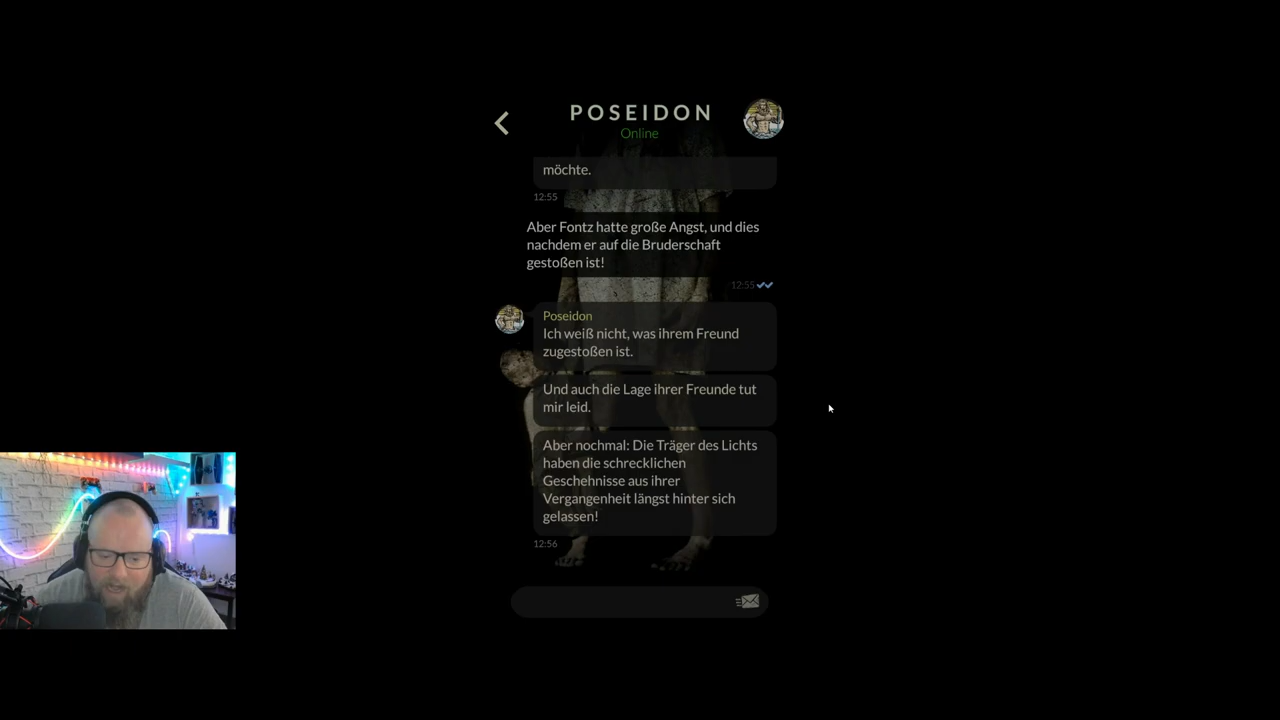 POSEIDON
Online
möchte.
12:55
Aber Fontz hatte große Angst, und dies
nachdem er auf die Bruderschaft
gestoßen ist!
12:55
Poseidon
Ich weiß nicht, was ihrem Freund
zugestoßen ist.
Und auch die Lage ihrer Freunde tut
mir leid.
Aber nochmal: Die Träger des Lichts
haben die schrecklichen
Geschehnisse aus ihrer
Vergangenheit längst hinter sich
gelassen!
12:56